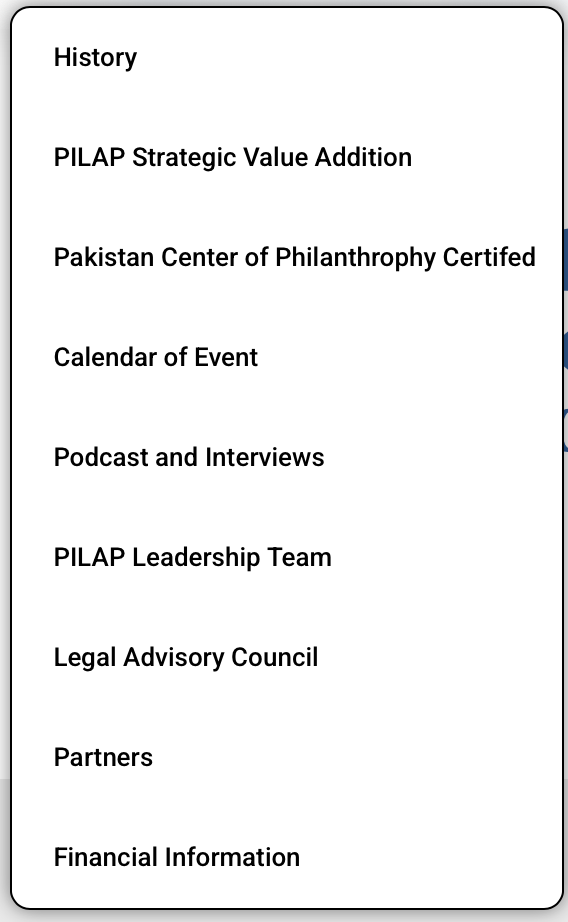 History
PILAP Strategic Value Addition
Pakistan Center of Philanthrophy Certifed
Calendar of Event
Podcast and Interviews
PILAP Leadership Team
Legal Advisory Council
Partners
Financial Information